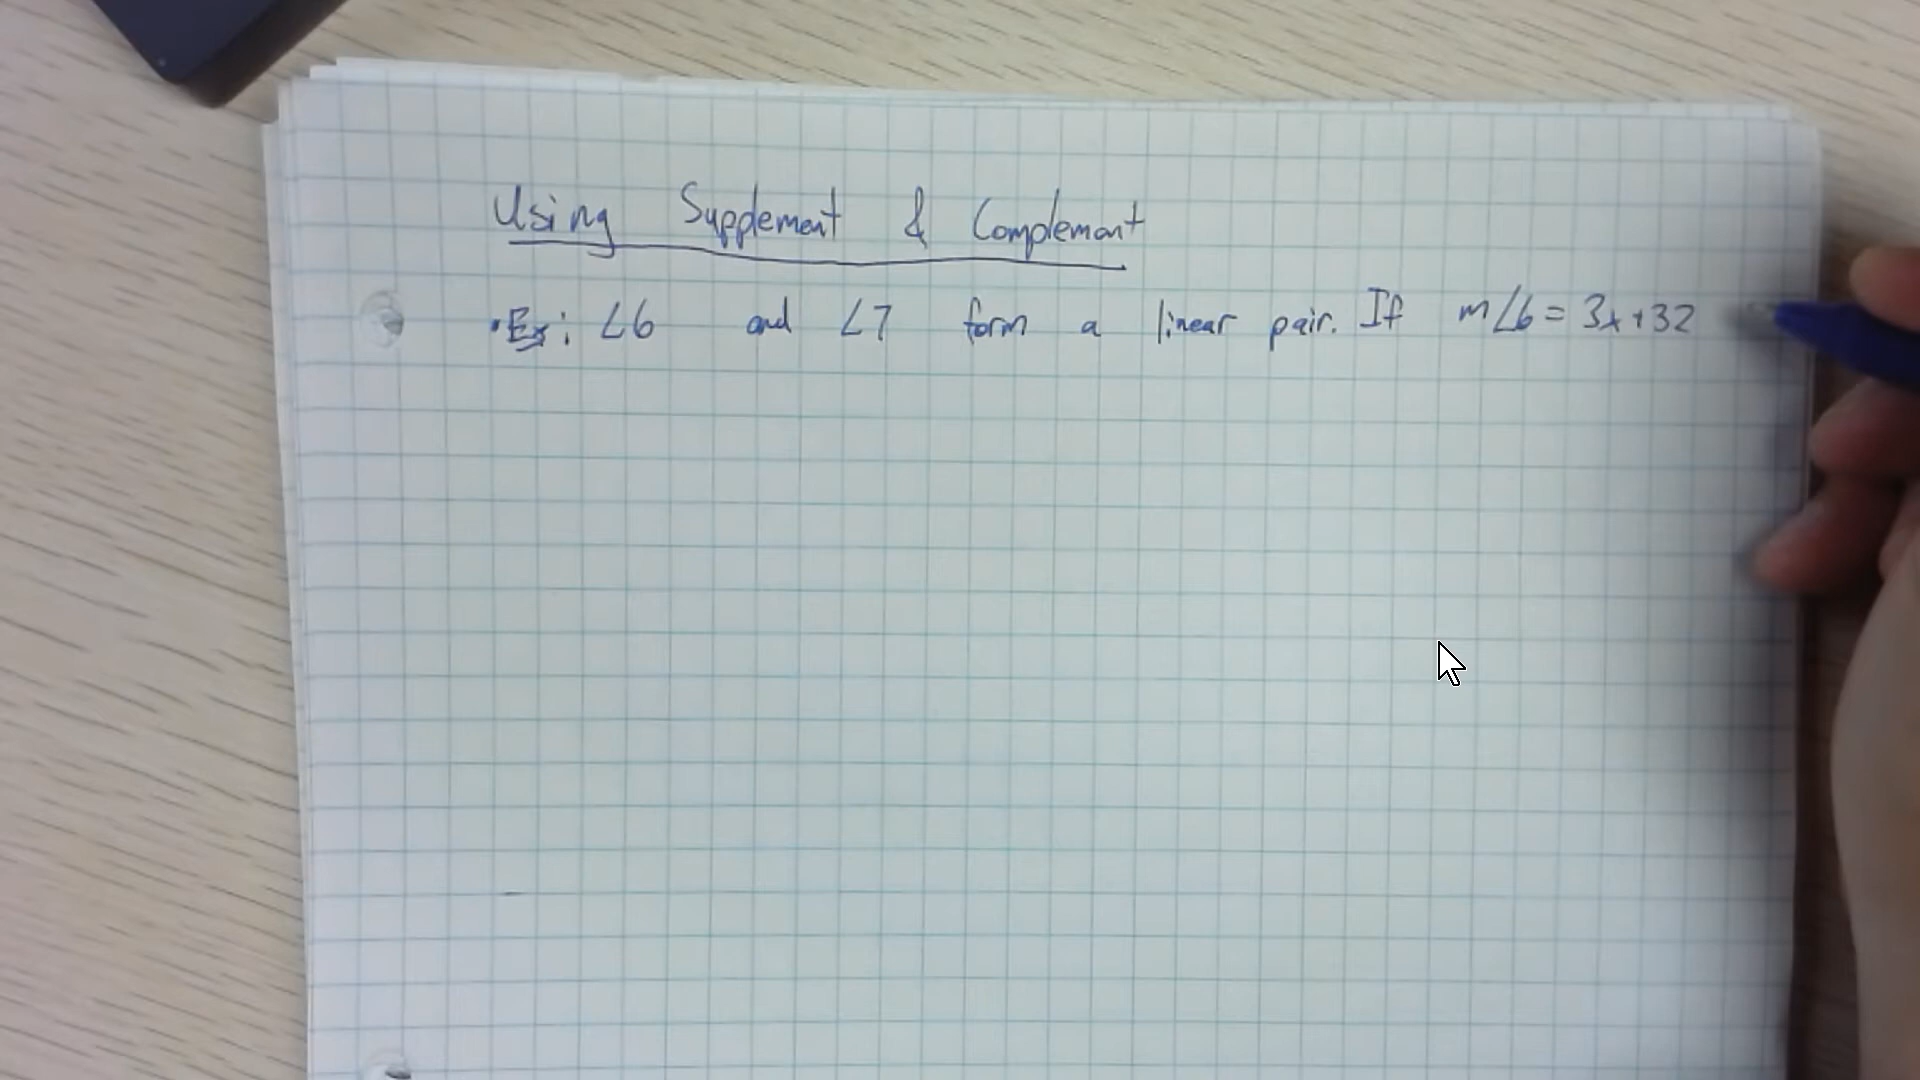 Using Supplement & Complement
• Ex: ∠6 and ∠7 form a linear pair. If m∠6 = 3x+32